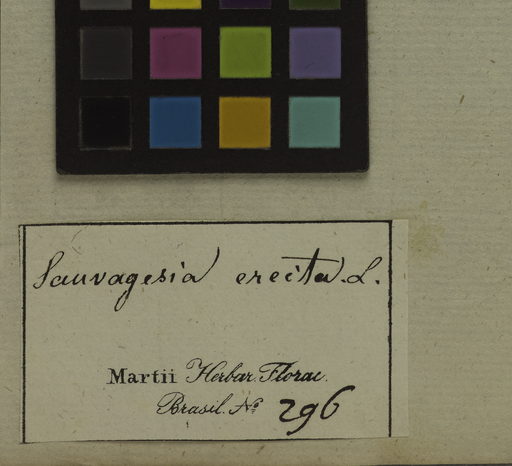 Sauvagesia erecta. L.
Martii Herbar. Florae
Brasil. No 296